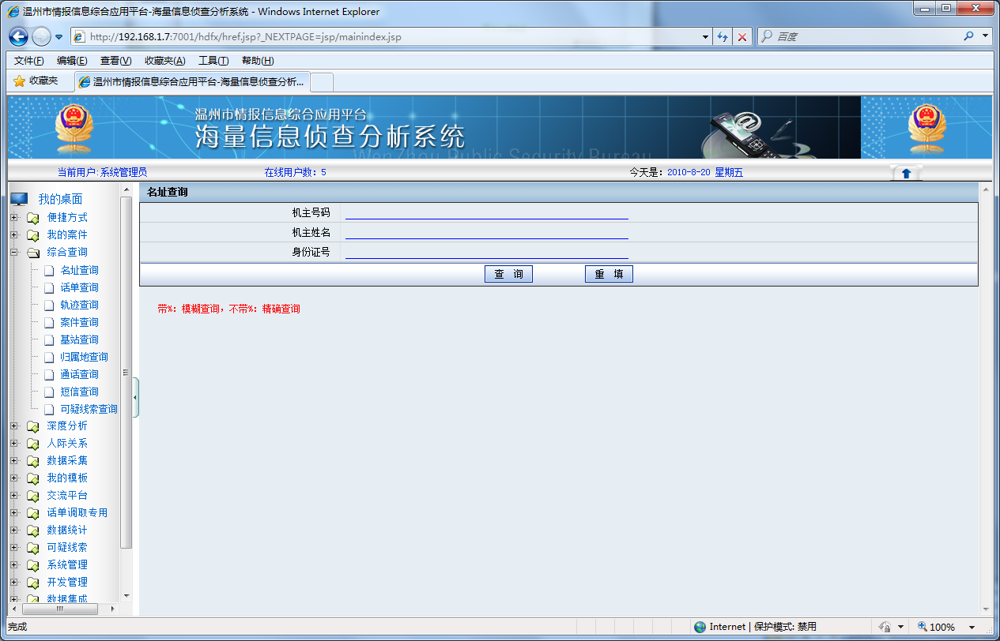 温州市情报信息综合应用平台-海量信息侦查分析系统 - Windows Internet Explorer
http://192.168.1.7:7001/hdfx/href.jsp?_NEXTPAGE=jsp/mainindex.jsp
百度
文件(F) 编辑(E) 查看(V) 收藏夹(A) 工具(T) 帮助(H)
收藏夹 温州市情报信息综合应用平台-海量信息侦查分析...
温州市情报信息综合应用平台
海量信息侦查分析系统
WenZhou Public Security Bureau
当前用户:系统管理员 在线用户数：5 今天是：2010-8-20 星期五
我的桌面
便捷方式
我的案件
综合查询
名址查询
话单查询
轨迹查询
案件查询
基站查询
归属地查询
通话查询
短信查询
可疑线索查询
深度分析
人际关系
数据采集
我的模板
交流平台
话单调取专用
数据统计
可疑线索
系统管理
开发管理
数据集成
名址查询
机主号码
机主姓名
身份证号
查 询 重 填
带%：模糊查询，不带%：精确查询
完成 Internet | 保护模式: 禁用 100%